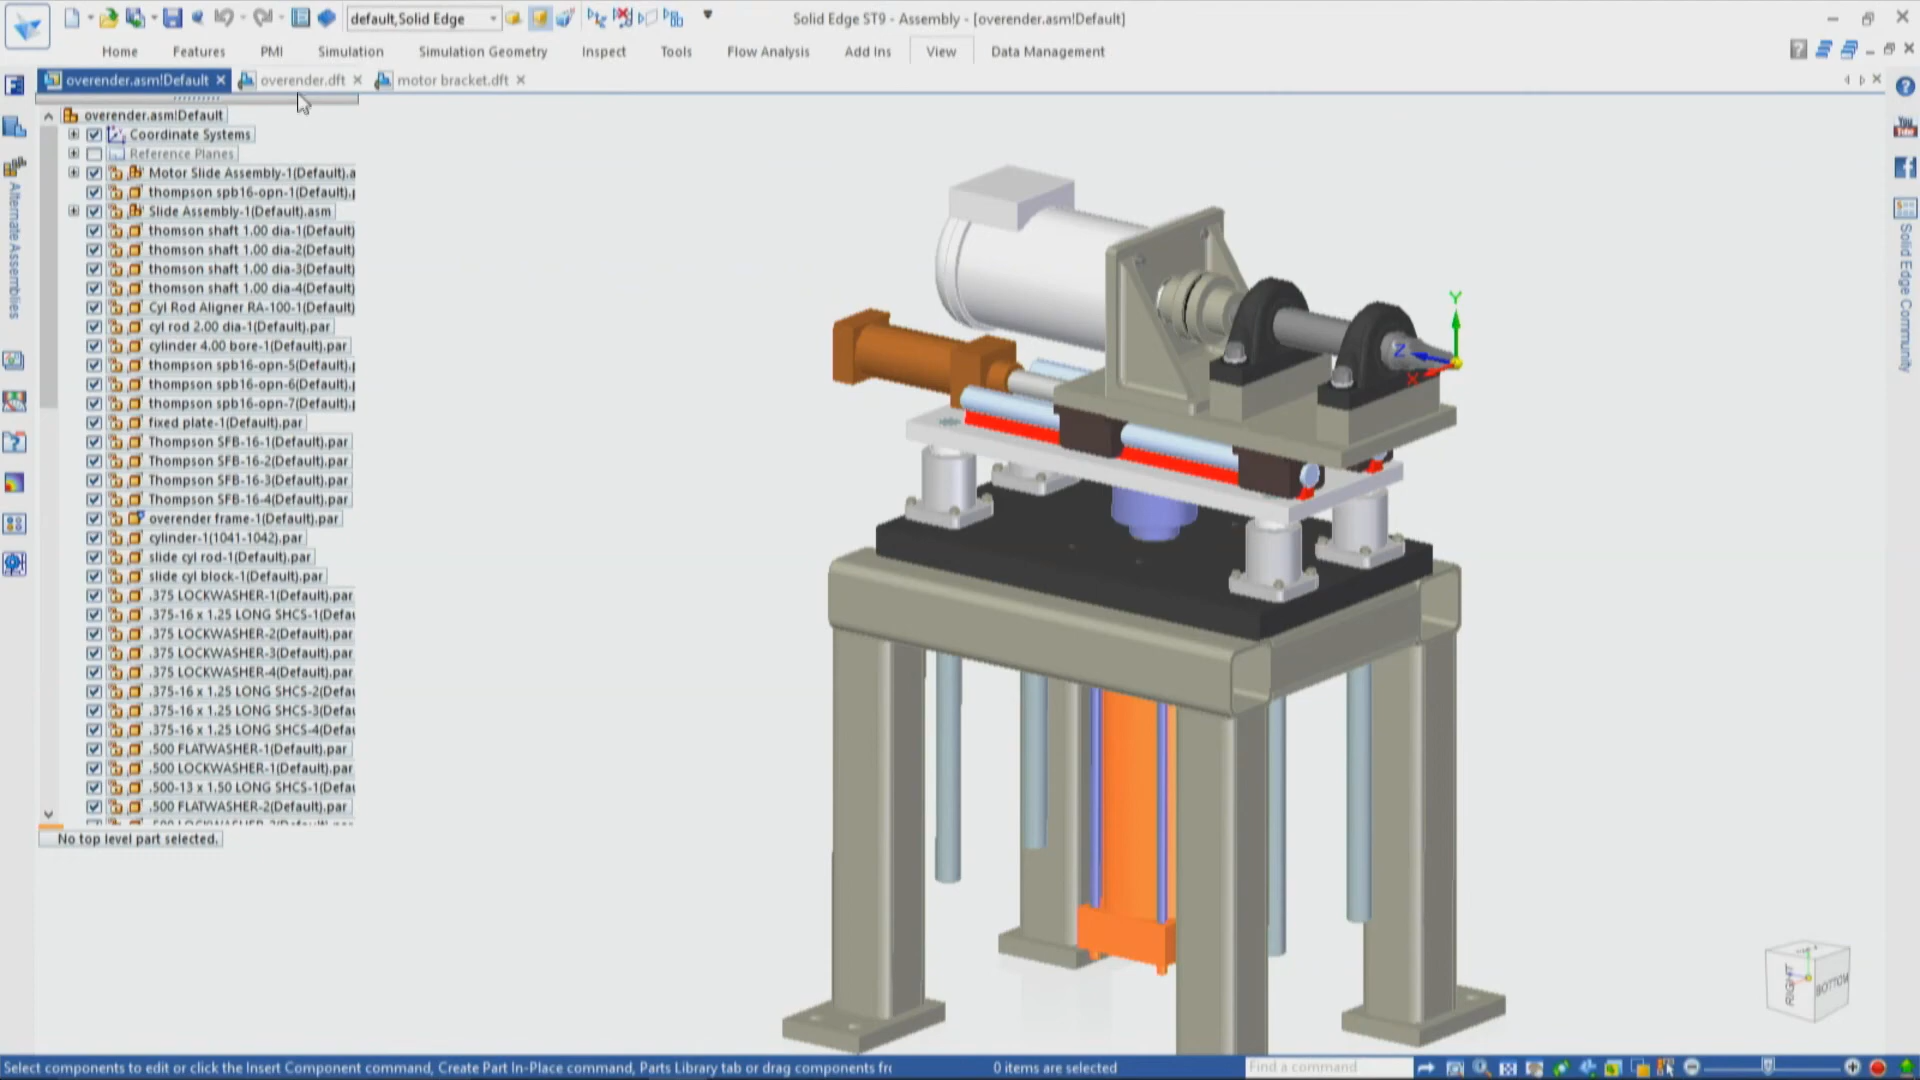 default,Solid Edge
Solid Edge ST9 - Assembly - [overender.asm!Default]
Home Features PMI Simulation Simulation Geometry Inspect Tools Flow Analysis Add Ins View Data Management
overender.asm!Default overender.dft motor bracket.dft
overender.asm!Default
Coordinate Systems
Reference Planes
Motor Slide Assembly-1(Default).a
thompson spb16-opn-1(Default).
Slide Assembly-1(Default).asm
thomson shaft 1.00 dia-1(Default)
thomson shaft 1.00 dia-2(Default)
thomson shaft 1.00 dia-3(Default)
thomson shaft 1.00 dia-4(Default)
Cyl Rod Aligner RA-100-1(Default)
cyl rod 2.00 dia-1(Default).par
cylinder 4.00 bore-1(Default).par
thompson spb16-opn-5(Default).
thompson spb16-opn-6(Default).
thompson spb16-opn-7(Default).
fixed plate-1(Default).par
Thompson SFB-16-1(Default).par
Thompson SFB-16-2(Default).par
Thompson SFB-16-3(Default).par
Thompson SFB-16-4(Default).par
overender frame-1(Default).par
cylinder-1(1041-1042).par
slide cyl rod-1(Default).par
slide cyl block-1(Default).par
.375 LOCKWASHER-1(Default).par
.375-16 x 1.25 LONG SHCS-1(Defau
.375 LOCKWASHER-2(Default).par
.375 LOCKWASHER-3(Default).par
.375 LOCKWASHER-4(Default).par
.375-16 x 1.25 LONG SHCS-2(Defau
.375-16 x 1.25 LONG SHCS-3(Defau
.375-16 x 1.25 LONG SHCS-4(Defau
.500 FLATWASHER-1(Default).par
.500 LOCKWASHER-1(Default).par
.500-13 x 1.50 LONG SHCS-1(Defau
.500 FLATWASHER-2(Default).par
No top level part selected.
Alternate Assemblies
Y
Z
X
RIGHT
BOTTOM
You
Tube
Solid Edge Community
Select components to edit or click the Insert Component command, Create Part In-Place command, Parts Library tab or drag components fr
0 items are selected
Find a command